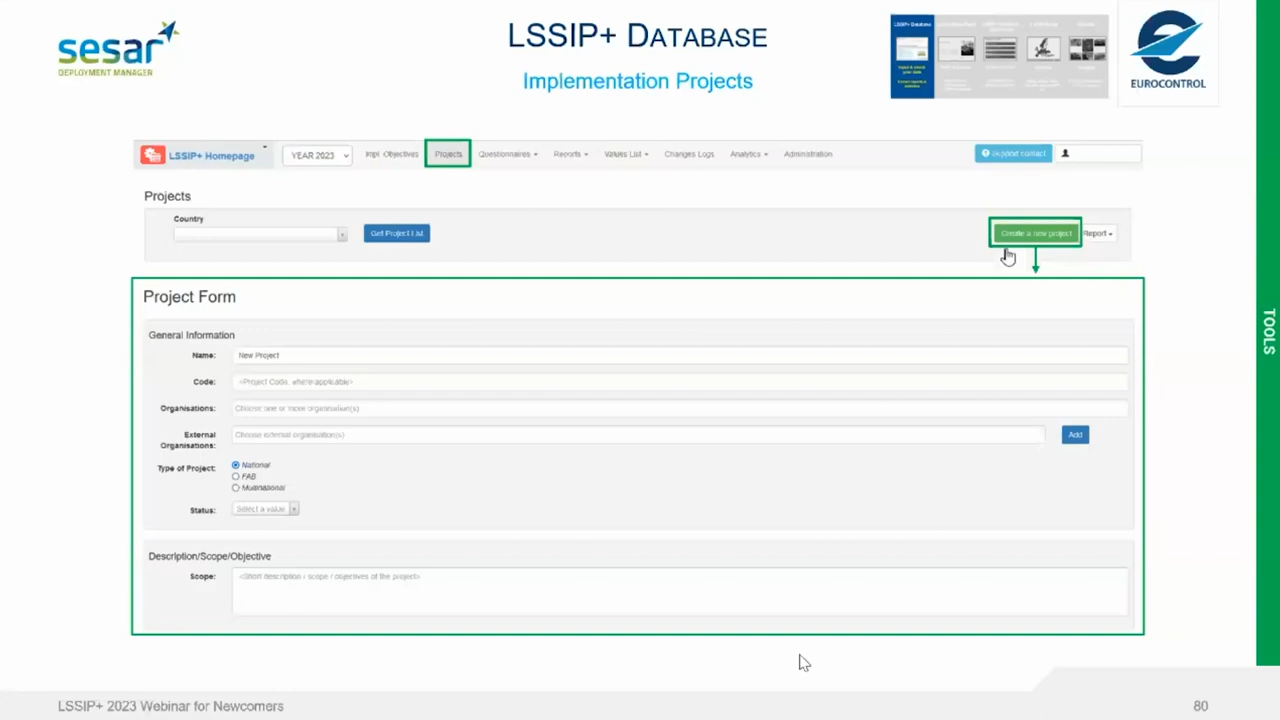 sesar
DEPLOYMENT MANAGER
LSSIP+ DATABASE
Implementation Projects
LSSIP+ Database
EUROCONTROL
LSSIP+ Homepage
YEAR 2023
Impl. Objectives
Projects
Questionnaires
Reports
Values List
Changes Logs
Analytics
Administration
Support contact
Projects
Country
Get Project List
Create a new project
Report
Project Form
General Information
Name: New Project
Code: <Project Code, where applicable>
Organisations: Choose one or more organisation(s)
External Organisations: Choose external organisation(s)
Add
Type of Project: National
FAB
Multinational
Status: Select a value
Description/Scope/Objective
Scope: <Short description / scope / objectives of the project>
TOOLS
LSSIP+ 2023 Webinar for Newcomers
80